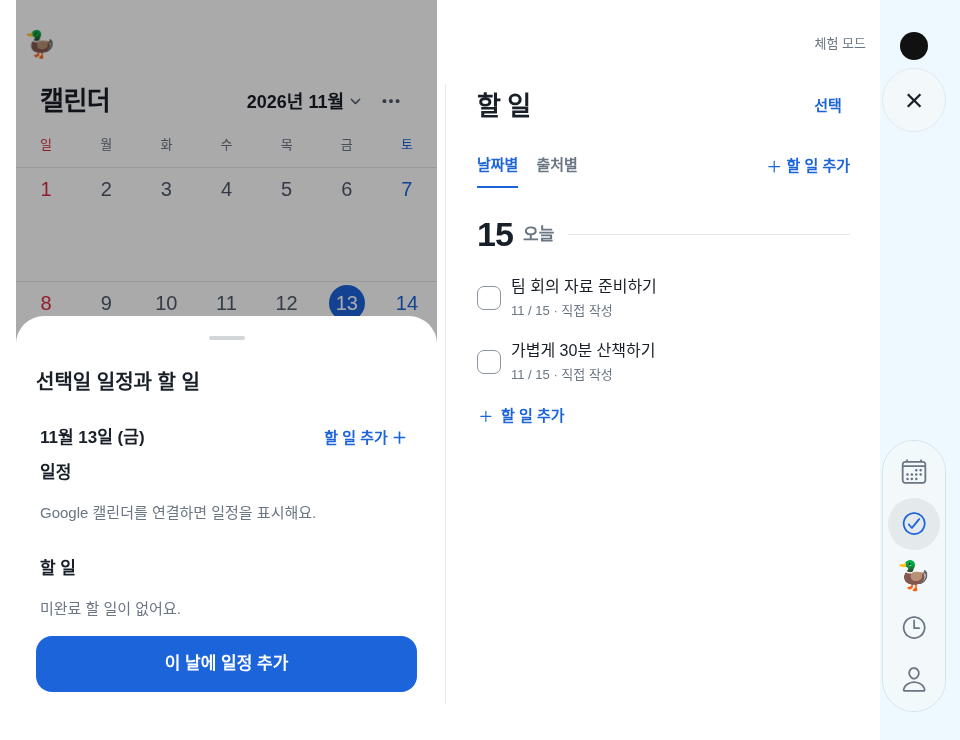 캘린더
2026년 11월
일 월 화 수 목 금 토
1 2 3 4 5 6 7
8 9 10 11 12 13 14
선택일 일정과 할 일
11월 13일 (금)
할 일 추가
일정
Google 캘린더를 연결하면 일정을 표시해요.
할 일
미완료 할 일이 없어요.
이 날에 일정 추가
체험 모드
할 일
선택
날짜별 출처별
할 일 추가
15 오늘
팀 회의 자료 준비하기
11 / 15 · 직접 작성
가볍게 30분 산책하기
11 / 15 · 직접 작성
할 일 추가